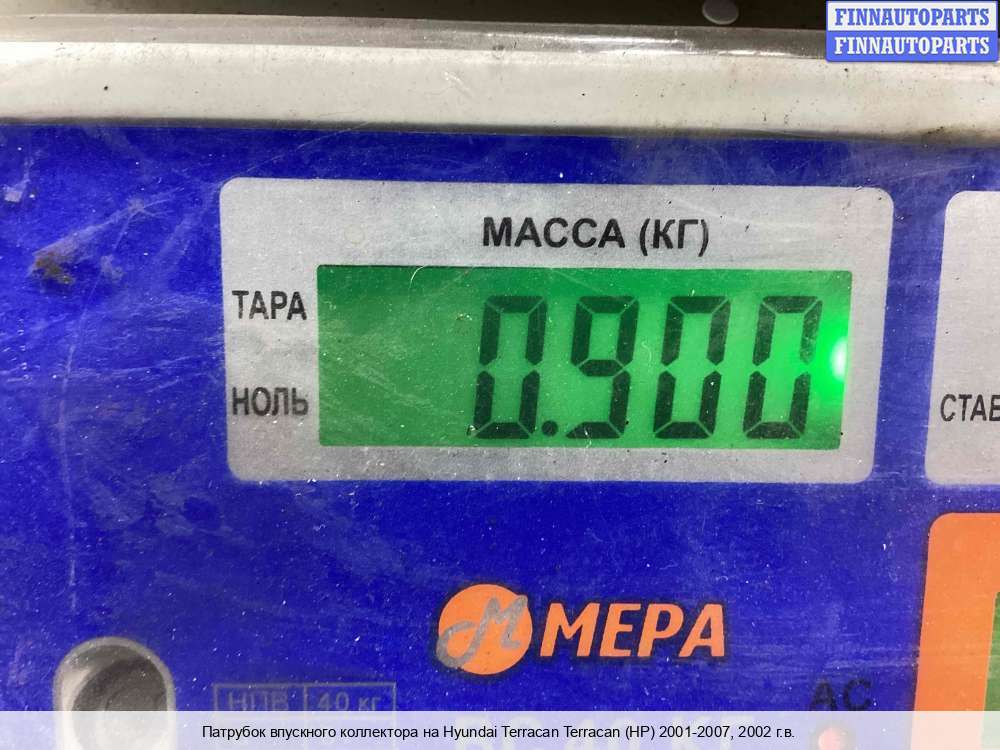 FINNAUTOPARTS
FINNAUTOPARTS
МАССА (КГ)
ТАРА
0.900
НОЛЬ
СТАВ
МЕРА
НПВ 40 кг
AC
Патрубок впускного коллектора на Hyundai Terracan Terracan (HP) 2001-2007, 2002 г.в.